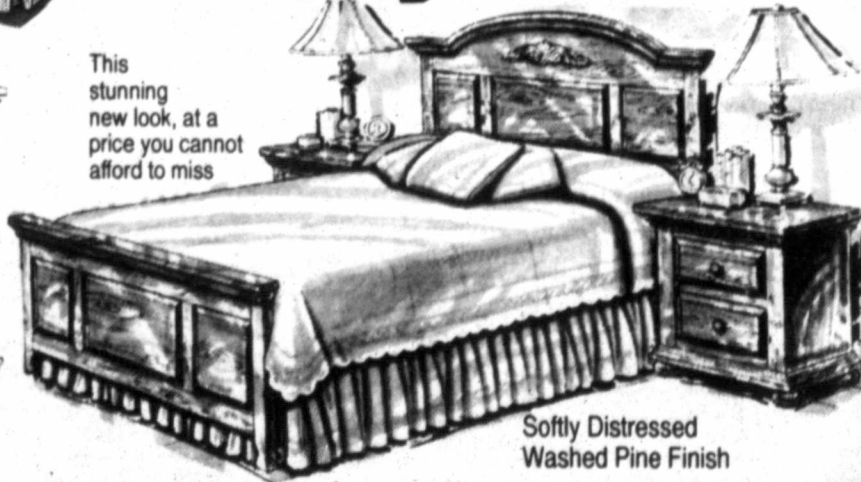 This
stunning
new look, at a
price you cannot
afford to miss
Softly Distressed
Washed Pine Finish